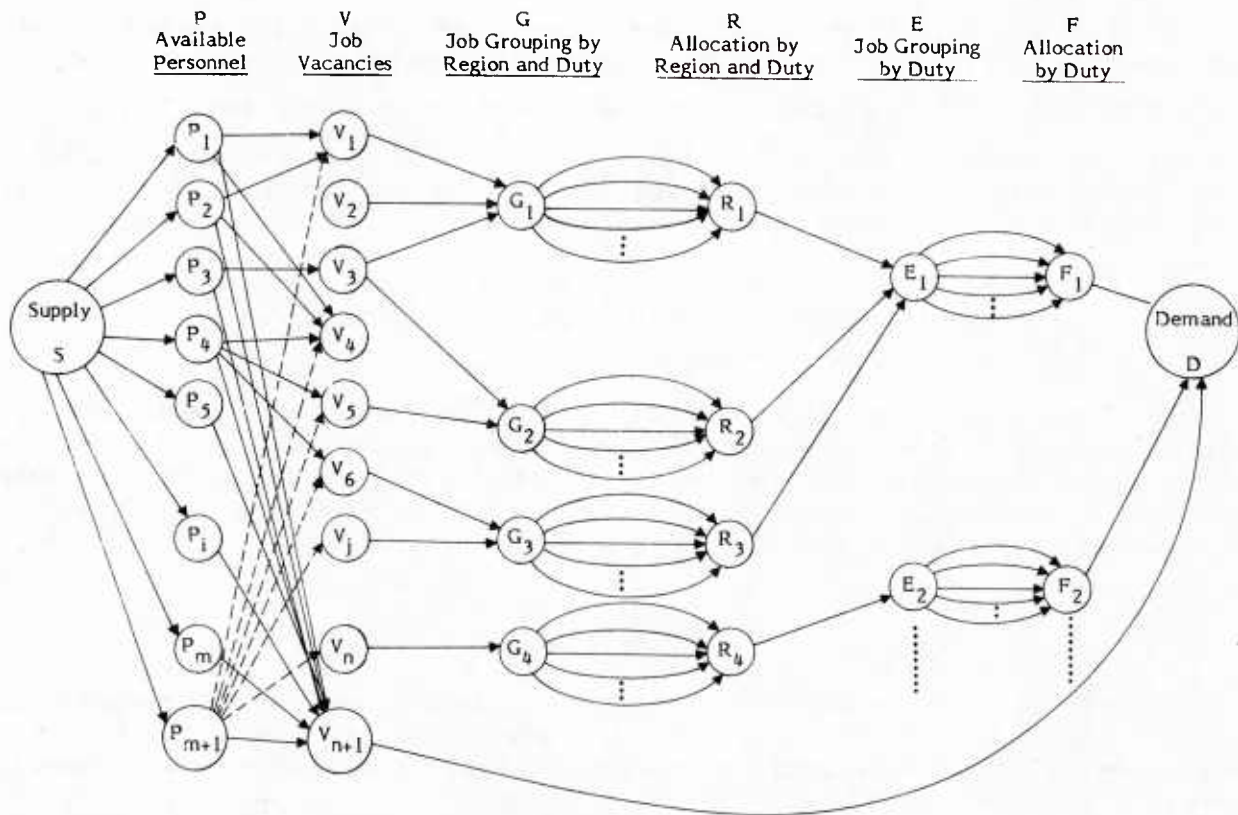 P
Available
Personnel
V
Job
Vacancies
G
Job Grouping by
Region and Duty
R
Allocation by
Region and Duty
E
Job Grouping
by Duty
F
Allocation
by Duty
Supply
S
P1
P2
P3
P4
P5
Pi
Pm
Pm+1
V1
V2
V3
V4
V5
V6
Vj
Vn
Vn+1
G1
G2
G3
G4
R1
R2
R3
R4
E1
E2
F1
F2
Demand
D